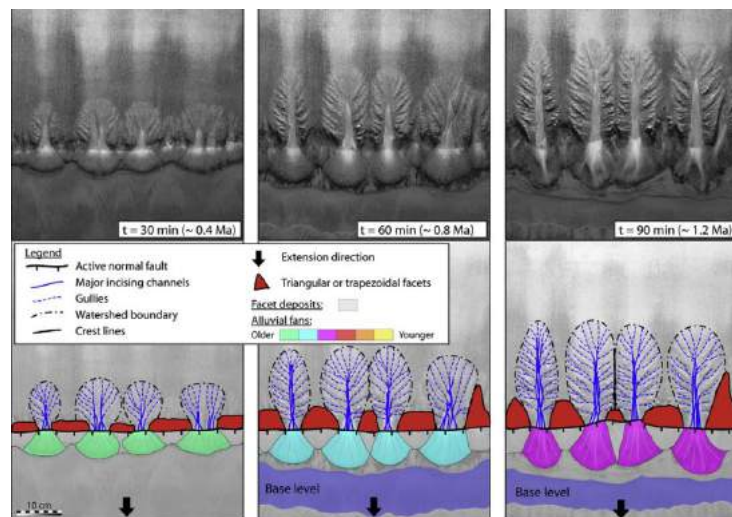 t = 30 min (~ 0.4 Ma)
t = 60 min (~ 0.8 Ma)
t = 90 min (~ 1.2 Ma)
Legend
Active normal fault
Major incising channels
Gullies
Watershed boundary
Crest lines
Extension direction
Triangular or trapezoidal facets
Facet deposits:
Alluvial fans:
Older
Younger
10 cm
Base level
Base level